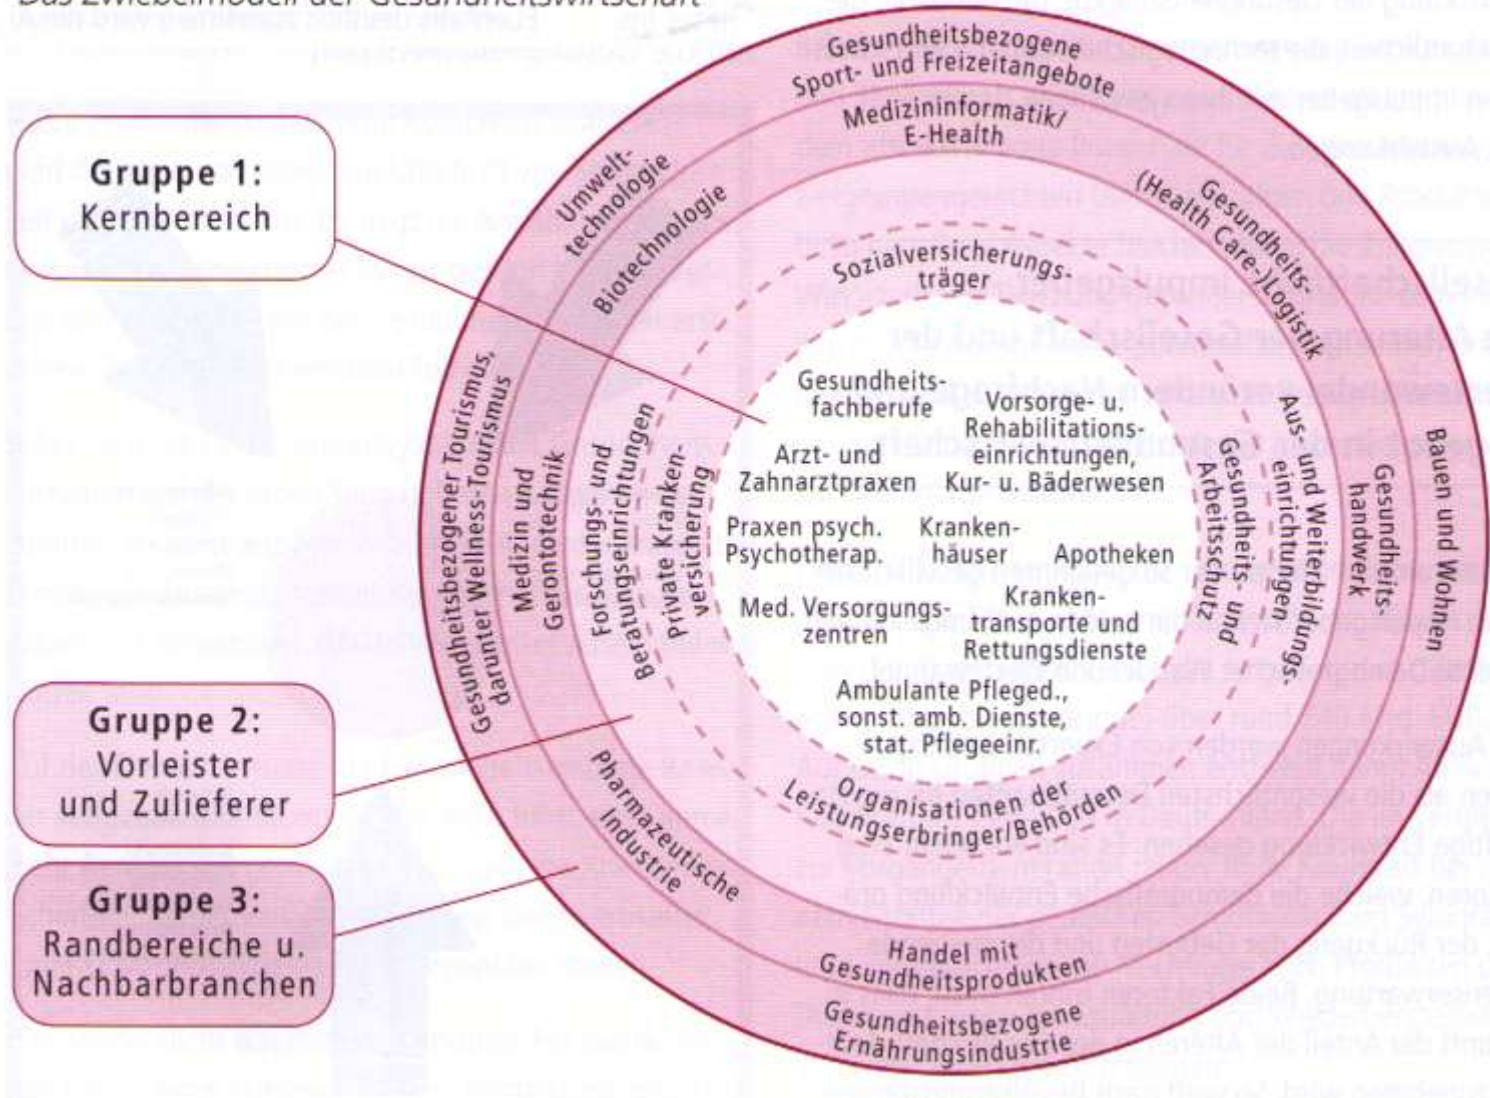 Das Zwiebelmodell der Gesundheitswirtschaft
Gruppe 1:
Kernbereich
Gruppe 2:
Vorleister
und Zulieferer
Gruppe 3:
Randbereiche u.
Nachbarbranchen
Gesundheitsbezogene
Sport- und Freizeitangebote
Medizininformatik/
E-Health
Umwelt-
technologie
Biotechnologie
Gesundheits-
(Health Care-)Logistik
Sozialversicherungs-
träger
Gesundheitsbezogener Tourismus,
darunter Wellness-Tourismus
Medizin und
Gerontotechnik
Forschungs- und
Beratungseinrichtungen
Private Kranken-
versicherung
Gesundheits-
fachberufe
Vorsorge- u.
Rehabilitations-
einrichtungen,
Kur- u. Bäderwesen
Arzt- und
Zahnarztpraxen
Praxen psych.
Psychotherap.
Kranken-
häuser
Apotheken
Med. Versorgungs-
zentren
Kranken-
transporte und
Rettungsdienste
Ambulante Pfleged.,
sonst. amb. Dienste,
stat. Pflegeeinr.
Gesundheits- und
Arbeitsschutz
Aus- und Weiterbildungs-
einrichtungen
Gesundheits-
handwerk
Bauen und Wohnen
Organisationen der
Leistungserbringer/Behörden
Pharmazeutische
Industrie
Handel mit
Gesundheitsprodukten
Gesundheitsbezogene
Ernährungsindustrie